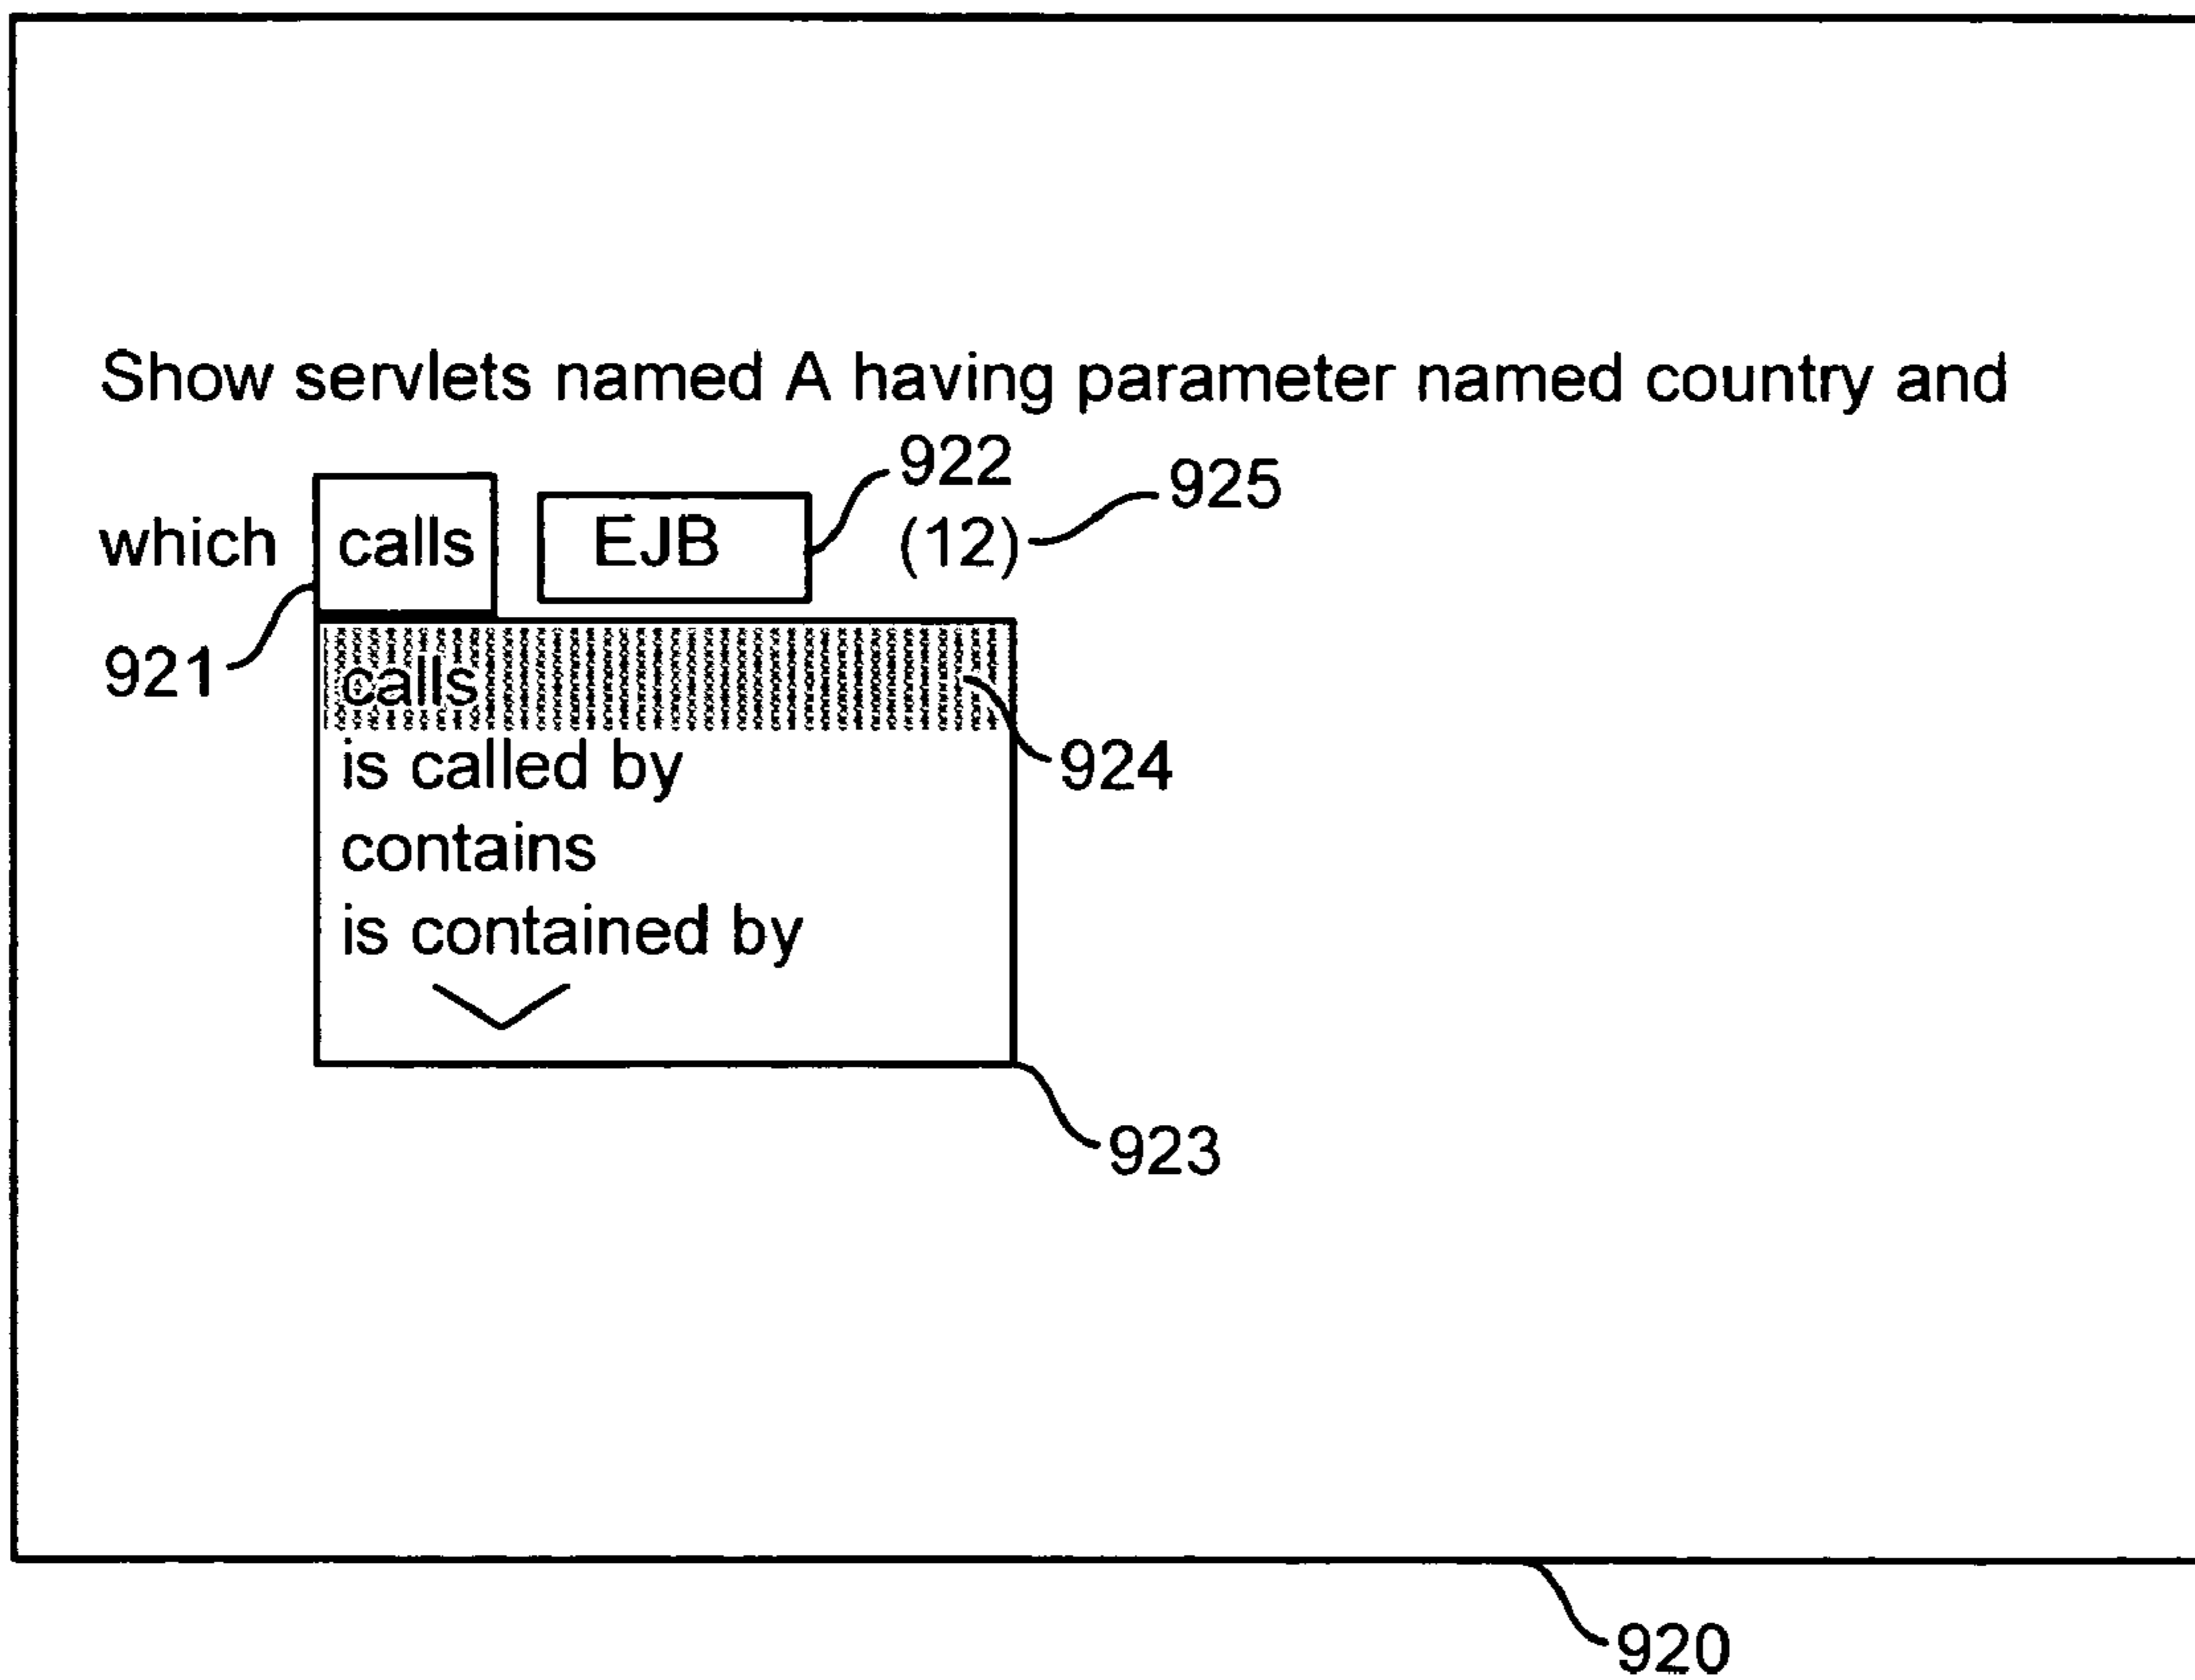 Show servlets named A having parameter named country and
922
925
which calls EJB (12)
921
calls
924
is called by
contains
is contained by
923
920